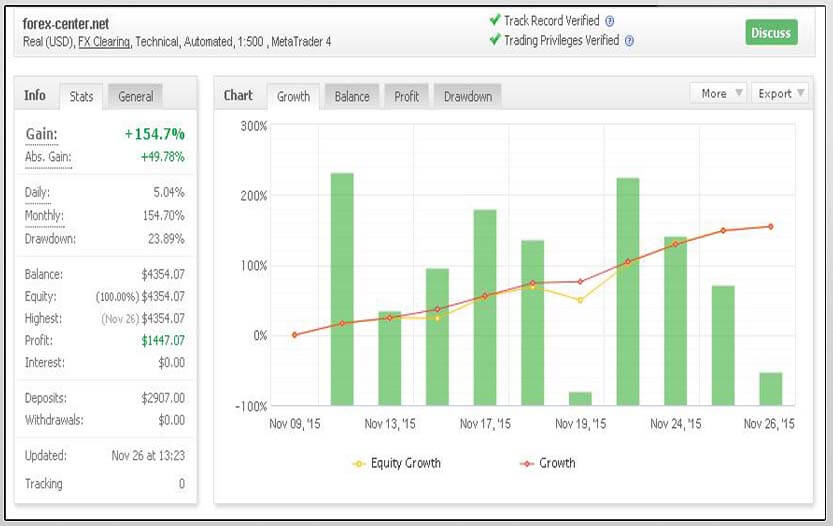 forex-center.net
Real (USD), FX Clearing, Technical, Automated, 1:500 , MetaTrader 4
Track Record Verified ?
Trading Privileges Verified ?
Discuss
Info Stats General
Gain: +154.7%
Abs. Gain: +49.78%
Daily: 5.04%
Monthly: 154.70%
Drawdown: 23.89%
Balance: $4354.07
Equity: (100.00%) $4354.07
Highest: (Nov 26) $4354.07
Profit: $1447.07
Interest: $0.00
Deposits: $2907.00
Withdrawals: $0.00
Updated: Nov 26 at 13:23
Tracking 0
Chart Growth Balance Profit Drawdown More Export
300%
200%
100%
0%
-100%
Nov 09, '15 Nov 13, '15 Nov 17, '15 Nov 19, '15 Nov 24, '15 Nov 26, '15
Equity Growth Growth